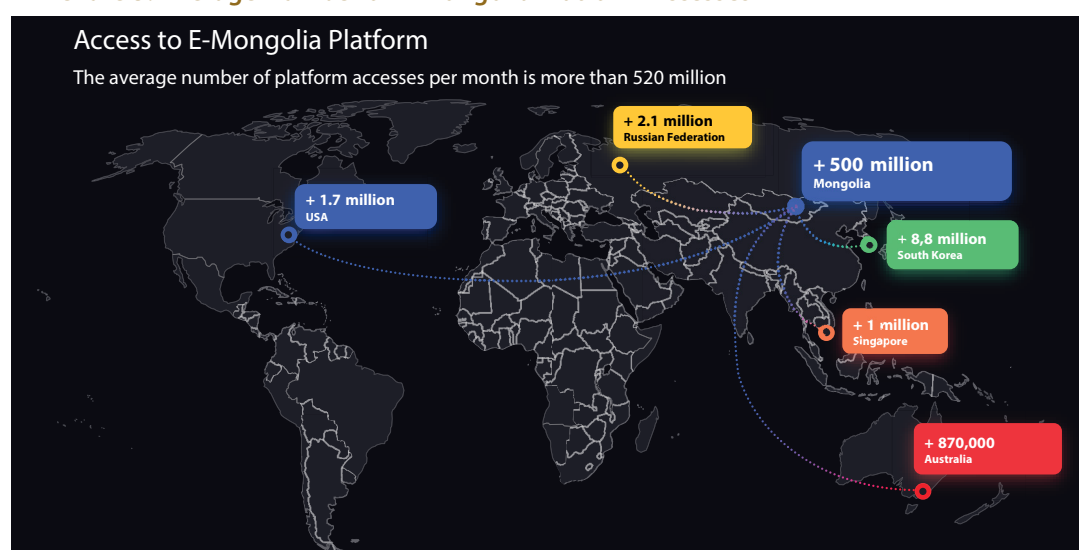 Access to E-Mongolia Platform
The average number of platform accesses per month is more than 520 million
+ 2.1 million
Russian Federation
+ 500 million
Mongolia
+ 1.7 million
USA
+ 8,8 million
South Korea
+ 1 million
Singapore
+ 870,000
Australia